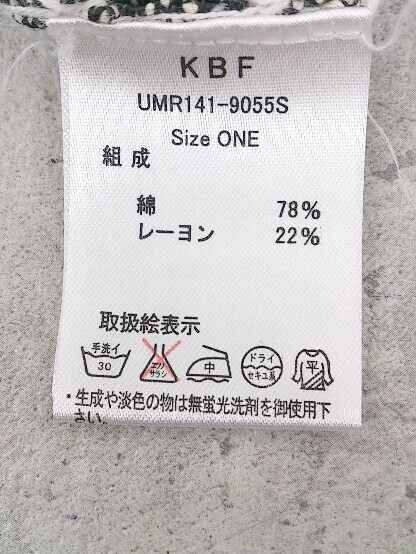 KBF
UMR141-9055S
Size ONE
組成
綿 78%
レーヨン 22%
取扱絵表示
手洗イ 30 エンソサラシ 中 ドライ セキユ系 平
・生成や淡色の物は無蛍光洗剤を御使用下
さい。